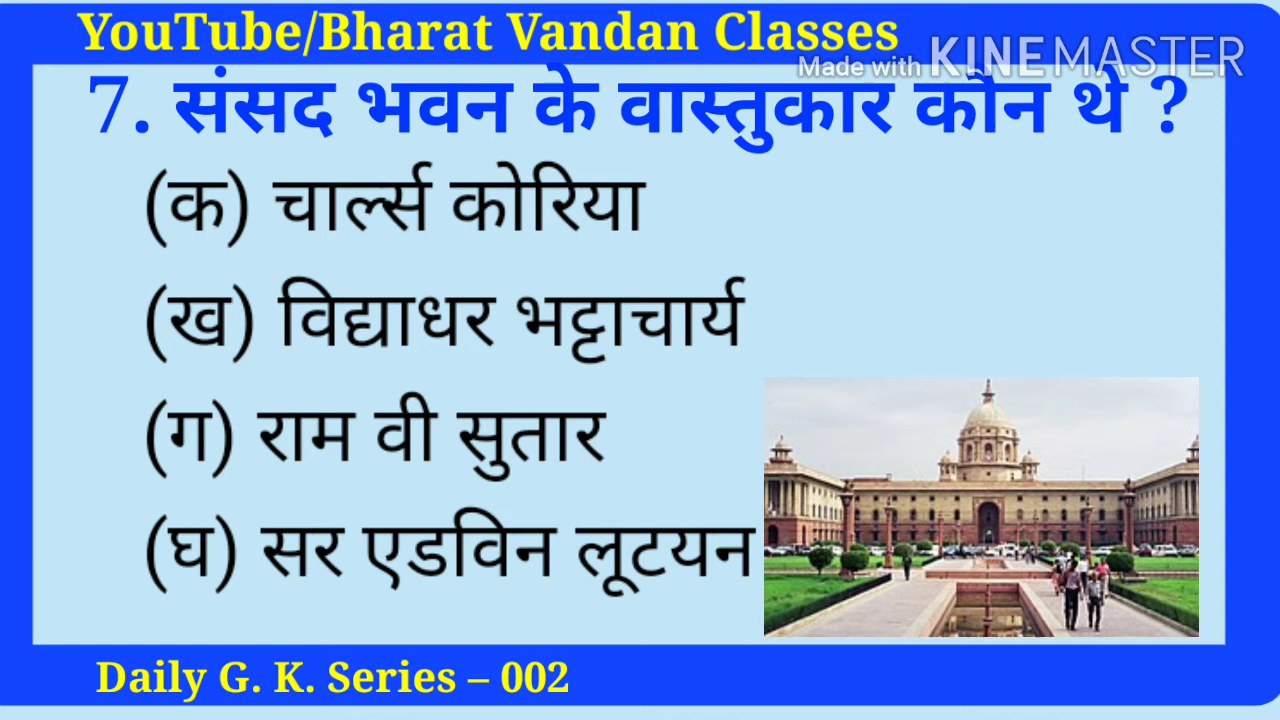 YouTube/Bharat Vandan Classes
Made with KINEMASTER
7. संसद भवन के वास्तुकार कौन थे ?
(क) चार्ल्स कोरिया
(ख) विद्याधर भट्टाचार्य
(ग) राम वी सुतार
(घ) सर एडविन लूटयन
Daily G. K. Series – 002